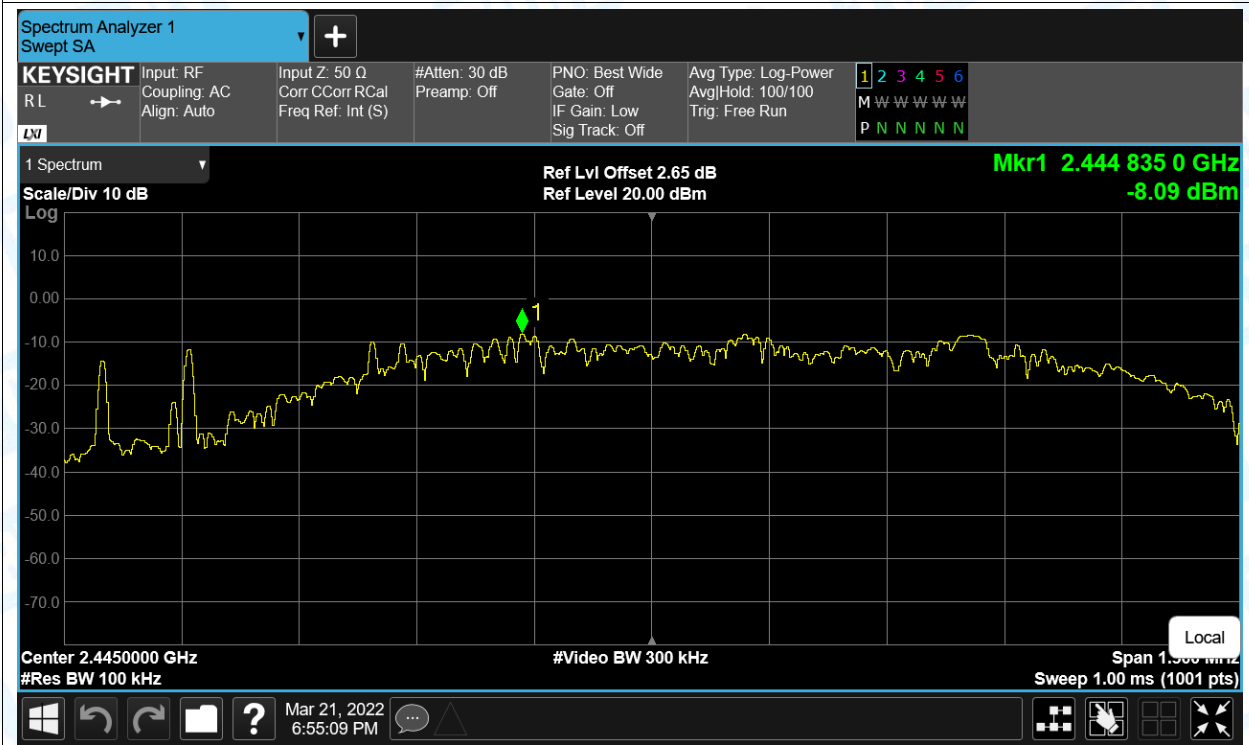 Spectrum Analyzer 1
Swept SA
KEYSIGHT
R L
LXI
Input: RF
Coupling: AC
Align: Auto
Input Z: 50 Ω
Corr CCorr RCal
Freq Ref: Int (S)
#Atten: 30 dB
Preamp: Off
PNO: Best Wide
Gate: Off
IF Gain: Low
Sig Track: Off
Avg Type: Log-Power
Avg|Hold: 100/100
Trig: Free Run
1 2 3 4 5 6
M W W W W W
P N N N N N
1 Spectrum
Scale/Div 10 dB
Ref Lvl Offset 2.65 dB
Ref Level 20.00 dBm
Mkr1 2.444 835 0 GHz
-8.09 dBm
Log
10.0
0.00
-10.0
-20.0
-30.0
-40.0
-50.0
-60.0
-70.0
1
Center 2.4450000 GHz
#Res BW 100 kHz
#Video BW 300 kHz
Span
Sweep 1.00 ms (1001 pts)
Local
?
Mar 21, 2022
6:55:09 PM